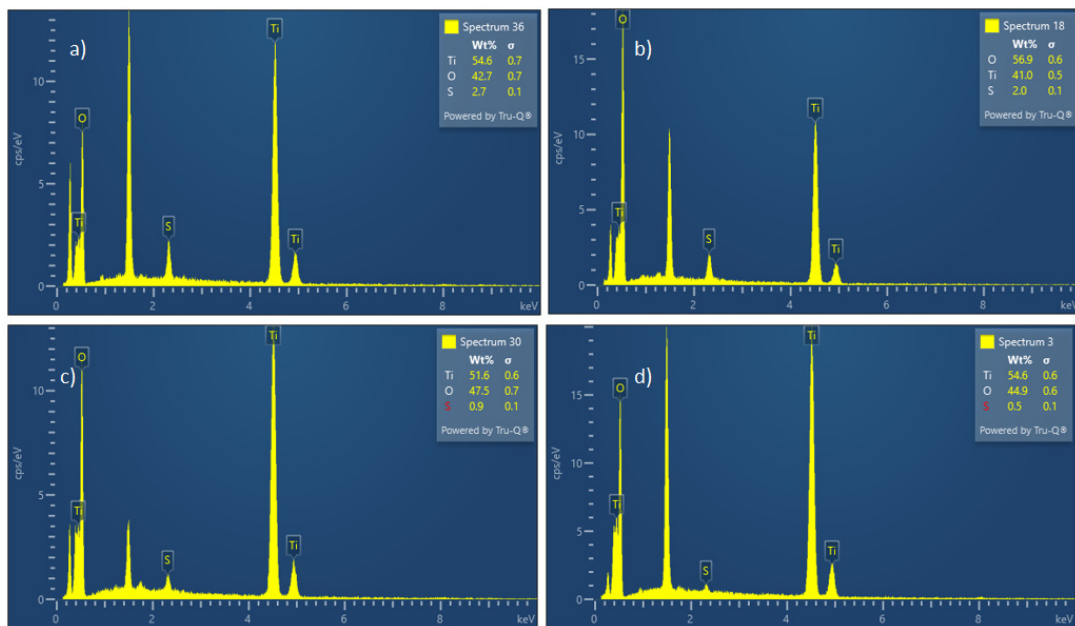 a)
Spectrum 36
Wt% σ
Ti 54.6 0.7
O 42.7 0.7
S 2.7 0.1
Powered by Tru-Q®
Ti
O
Ti
S
Ti
cps/eV
10
5
0
0 2 4 6 8 keV
b)
Spectrum 18
Wt% σ
O 56.9 0.6
Ti 41.0 0.5
S 2.0 0.1
Powered by Tru-Q®
O
Ti
Ti
S
Ti
cps/eV
15
10
5
0
0 2 4 6 8 keV
c)
Spectrum 30
Wt% σ
Ti 51.6 0.6
O 47.5 0.7
S 0.9 0.1
Powered by Tru-Q®
Ti
O
Ti
S
Ti
cps/eV
10
5
0
0 2 4 6 8 keV
d)
Spectrum 3
Wt% σ
Ti 54.6 0.6
O 44.9 0.6
S 0.5 0.1
Powered by Tru-Q®
Ti
O
Ti
S
Ti
cps/eV
15
10
5
0
0 2 4 6 8 keV